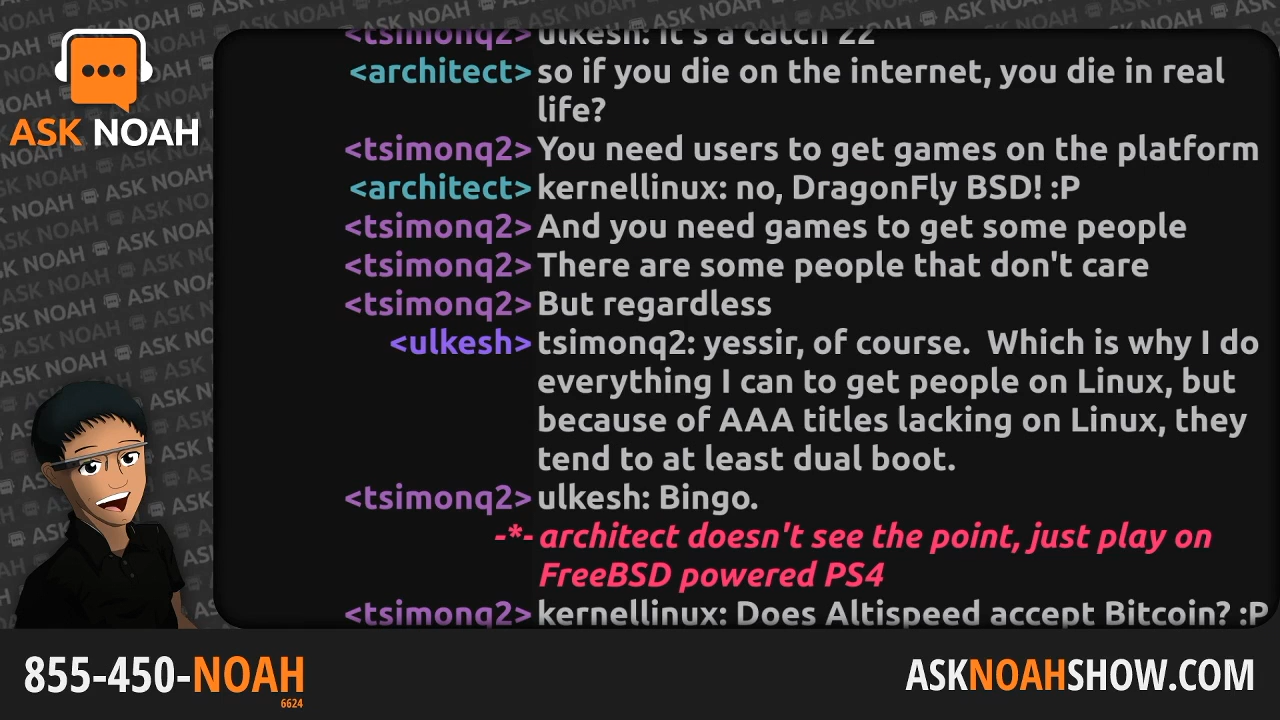 ASK NOAH
<tsimonq2> ulkesh: it's a catch 22
<architect> so if you die on the internet, you die in real
life?
<tsimonq2> You need users to get games on the platform
<architect> kernellinux: no, DragonFly BSD! :P
<tsimonq2> And you need games to get some people
<tsimonq2> There are some people that don't care
<tsimonq2> But regardless
<ulkesh> tsimonq2: yessir, of course.  Which is why I do
everything I can to get people on Linux, but
because of AAA titles lacking on Linux, they
tend to at least dual boot.
<tsimonq2> ulkesh: Bingo.
-*- architect doesn't see the point, just play on
FreeBSD powered PS4
<tsimonq2> kernellinux: Does Altispeed accept Bitcoin? :P
855-450-NOAH
6624
ASKNOAHSHOW.COM